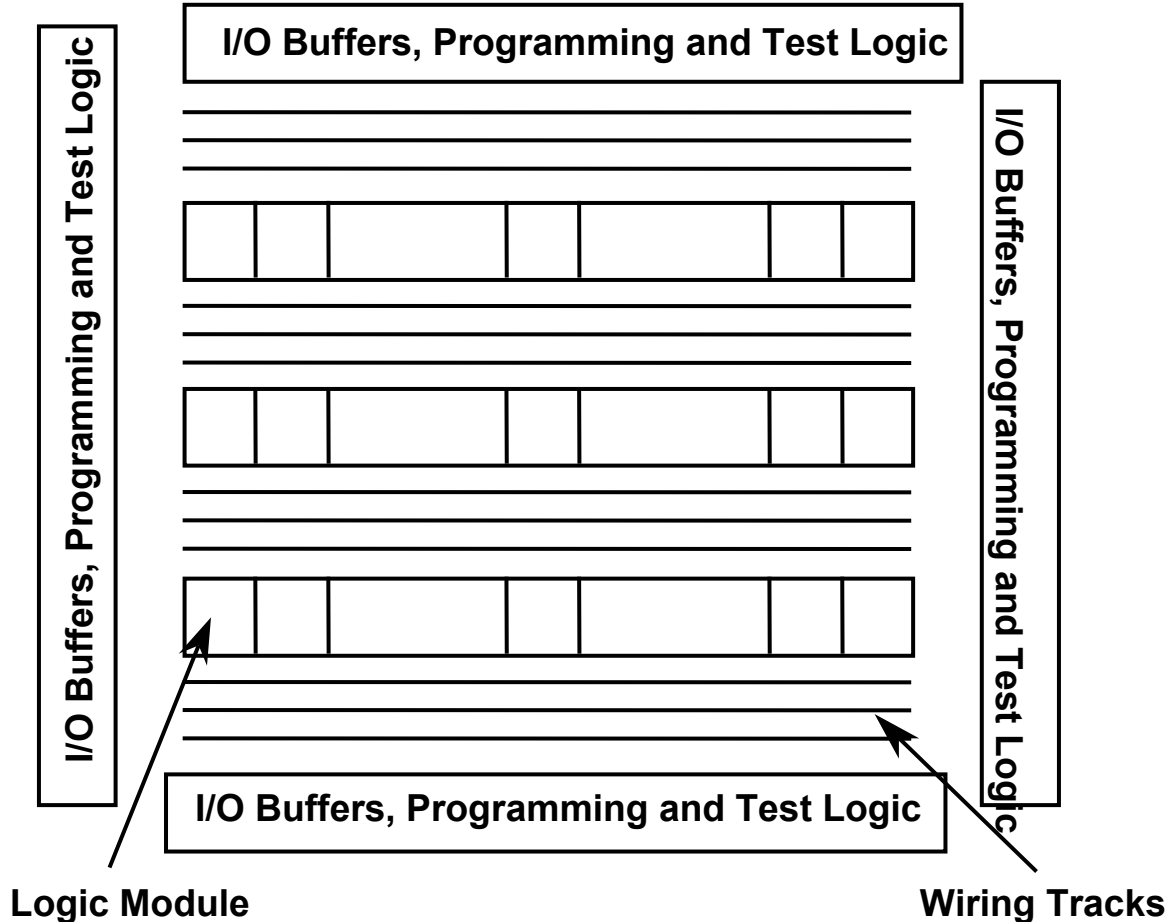 I/O Buffers, Programming and Test Logic
I/O Buffers, Programming and Test Logic
I/O Buffers, Programming and Test Logic
I/O Buffers, Programming and Test Logic
Logic Module
Wiring Tracks